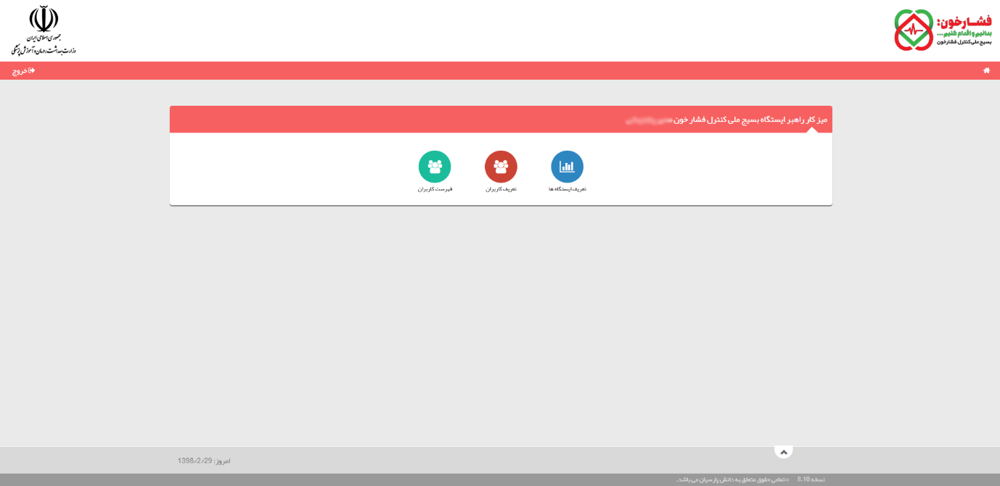 فشارخون:
بدانیم و اقدام کنیم...
بسیج ملی کنترل فشارخون
جمهوری اسلامی ایران
وزارت بهداشت، درمان و آموزش پزشکی
خروج
میز کار راهبر ایستگاه بسیج ملی کنترل فشار خون
تعریف ایستگاه ها
تعریف کاربران
فهرست کاربران
امروز: 1398/2/29
نسخه 8.10 © تمامی حقوق متعلق به دانش پارسیان می باشد.